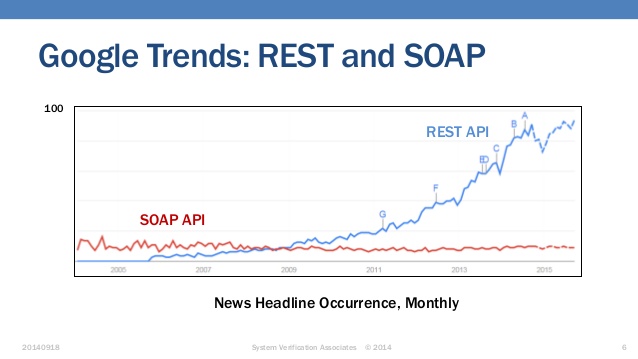 Google Trends: REST and SOAP
100
REST API
A
B
C
E D
F
G
SOAP API
2005 2007 2009 2011 2013 2015
News Headline Occurrence, Monthly
20140918 System Verification Associates © 2014 6